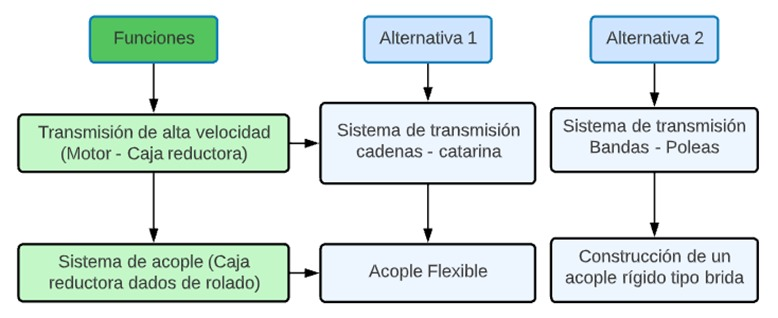 Funciones
Alternativa 1
Alternativa 2
Transmisión de alta velocidad
(Motor - Caja reductora)
Sistema de transmisión
cadenas - catarina
Sistema de transmisión
Bandas - Poleas
Sistema de acople (Caja
reductora dados de rolado)
Acople Flexible
Construcción de un
acople rígido tipo brida